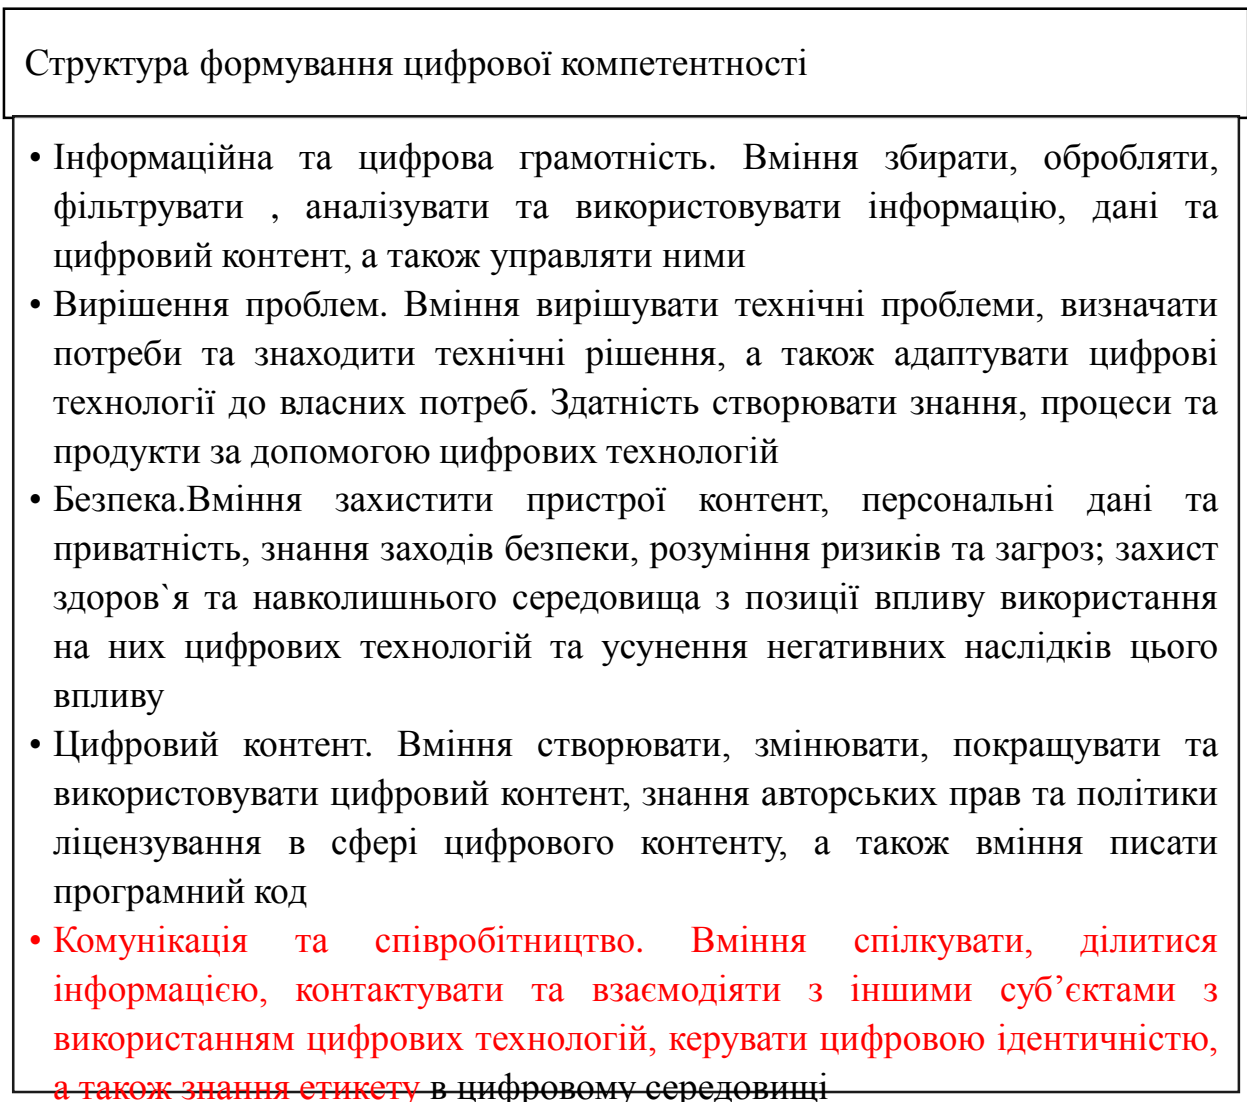 Структура формування цифрової компетентності
• Інформаційна та цифрова грамотність. Вміння збирати, обробляти,
фільтрувати , аналізувати та використовувати інформацію, дані та
цифровий контент, а також управляти ними
• Вирішення проблем. Вміння вирішувати технічні проблеми, визначати
потреби та знаходити технічні рішення, а також адаптувати цифрові
технології до власних потреб. Здатність створювати знання, процеси та
продукти за допомогою цифрових технологій
• Безпека.Вміння захистити пристрої контент, персональні дані та
приватність, знання заходів безпеки, розуміння ризиків та загроз; захист
здоров`я та навколишнього середовища з позиції впливу використання
на них цифрових технологій та усунення негативних наслідків цього
впливу
• Цифровий контент. Вміння створювати, змінювати, покращувати та
використовувати цифровий контент, знання авторських прав та політики
ліцензування в сфері цифрового контенту, а також вміння писати
програмний код
• Комунікація та співробітництво. Вміння спілкувати, ділитися
інформацією, контактувати та взаємодіяти з іншими суб’єктами з
використанням цифрових технологій, керувати цифровою ідентичністю,
а також знання етикету в цифровому середовищі